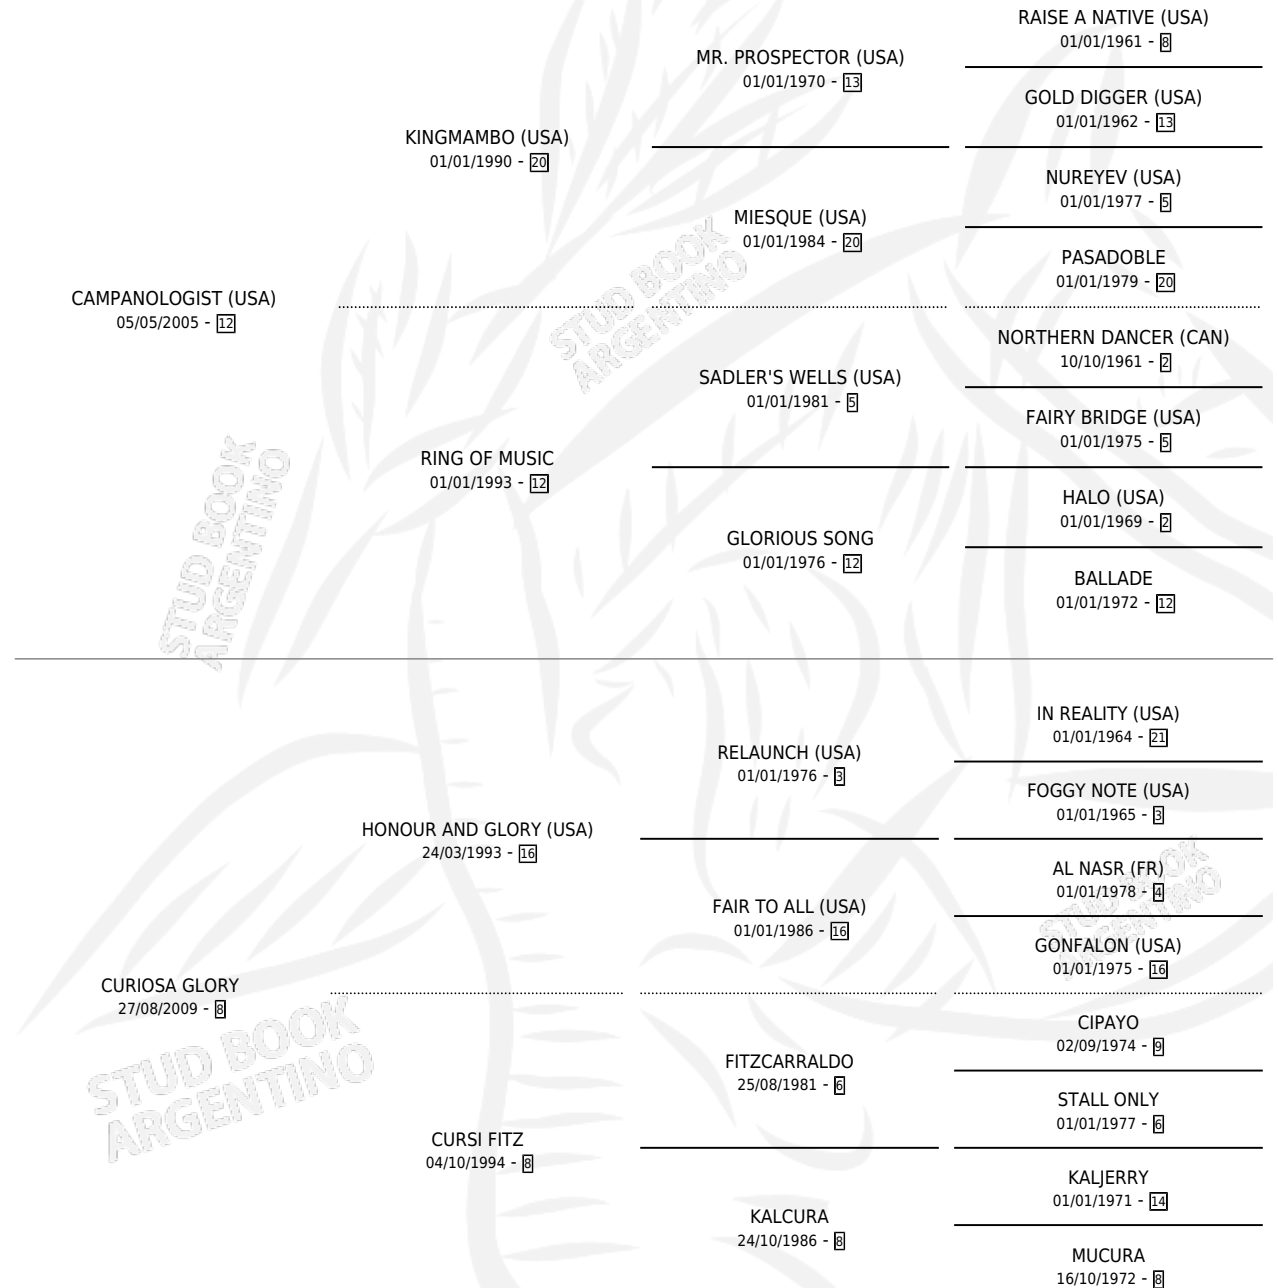 RAISE A NATIVE (USA)
01/01/1961 - 8
MR. PROSPECTOR (USA)
01/01/1970 - 13
GOLD DIGGER (USA)
01/01/1962 - 13
KINGMAMBO (USA)
01/01/1990 - 20
NUREYEV (USA)
01/01/1977 - 5
MIESQUE (USA)
01/01/1984 - 20
PASADOBLE
01/01/1979 - 20
CAMPANOLOGIST (USA)
05/05/2005 - 12
NORTHERN DANCER (CAN)
10/10/1961 - 2
SADLER'S WELLS (USA)
01/01/1981 - 5
FAIRY BRIDGE (USA)
01/01/1975 - 5
RING OF MUSIC
01/01/1993 - 12
HALO (USA)
01/01/1969 - 2
GLORIOUS SONG
01/01/1976 - 12
BALLADE
01/01/1972 - 12
STUD BOOK
ARGENTINO
STUD BOOK
ARGENTINO
IN REALITY (USA)
01/01/1964 - 21
RELAUNCH (USA)
01/01/1976 - 3
FOGGY NOTE (USA)
01/01/1965 - 3
HONOUR AND GLORY (USA)
24/03/1993 - 16
AL NASR (FR)
01/01/1978 - 4
FAIR TO ALL (USA)
01/01/1986 - 16
GONFALON (USA)
01/01/1975 - 16
STUD BOOK
ARGENTINO
CURIOSA GLORY
27/08/2009 - 8
CIPAYO
02/09/1974 - 9
FITZCARRALDO
25/08/1981 - 6
STALL ONLY
01/01/1977 - 6
STUD BOOK
ARGENTINO
CURSI FITZ
04/10/1994 - 8
KALJERRY
01/01/1971 - 14
KALCURA
24/10/1986 - 8
MUCURA
16/10/1972 - 8